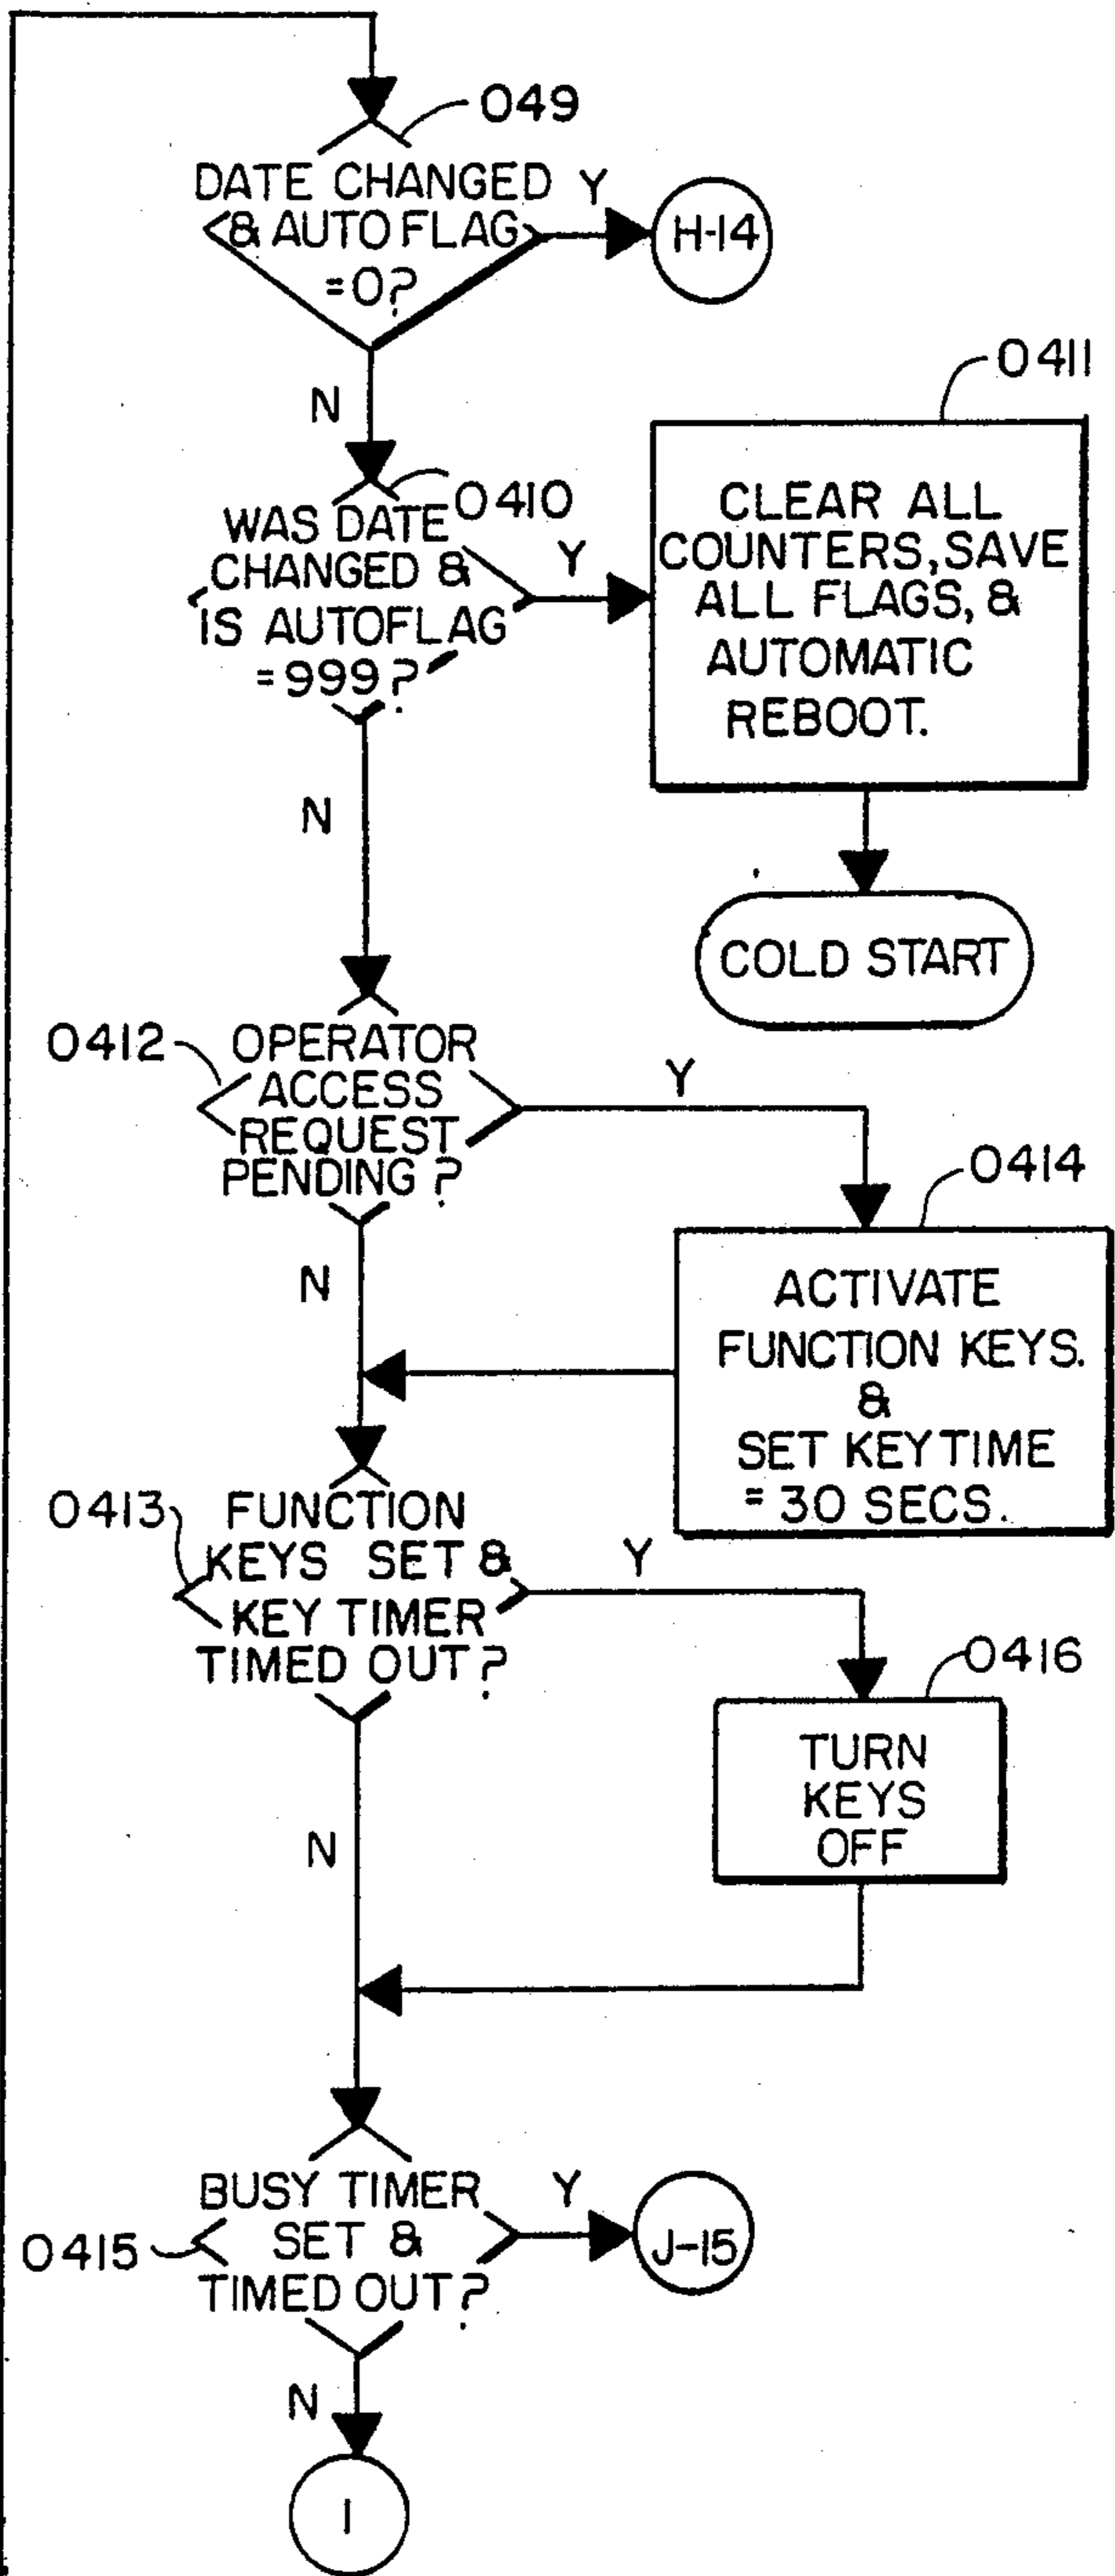 049
DATE CHANGED
& AUTO FLAG
=0?
Y
H-14
N
0410
WAS DATE
CHANGED &
IS AUTOFLAG
=999?
Y
0411
CLEAR ALL
COUNTERS, SAVE
ALL FLAGS, &
AUTOMATIC
REBOOT.
COLD START
N
0412
OPERATOR
ACCESS
REQUEST
PENDING?
Y
0414
ACTIVATE
FUNCTION KEYS.
&
SET KEYTIME
= 30 SECS.
N
0413
FUNCTION
KEYS SET &
KEY TIMER
TIMED OUT?
Y
0416
TURN
KEYS
OFF
N
0415
BUSY TIMER
SET &
TIMED OUT?
Y
J-15
N
I